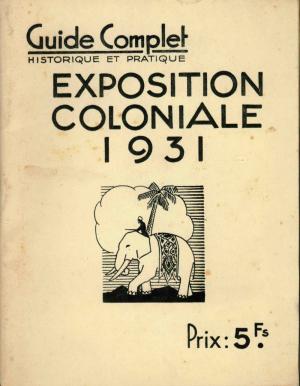 Guide Complet
HISTORIQUE ET PRATIQUE
EXPOSITION
COLONIALE
1931
Prix: 5 Fs.